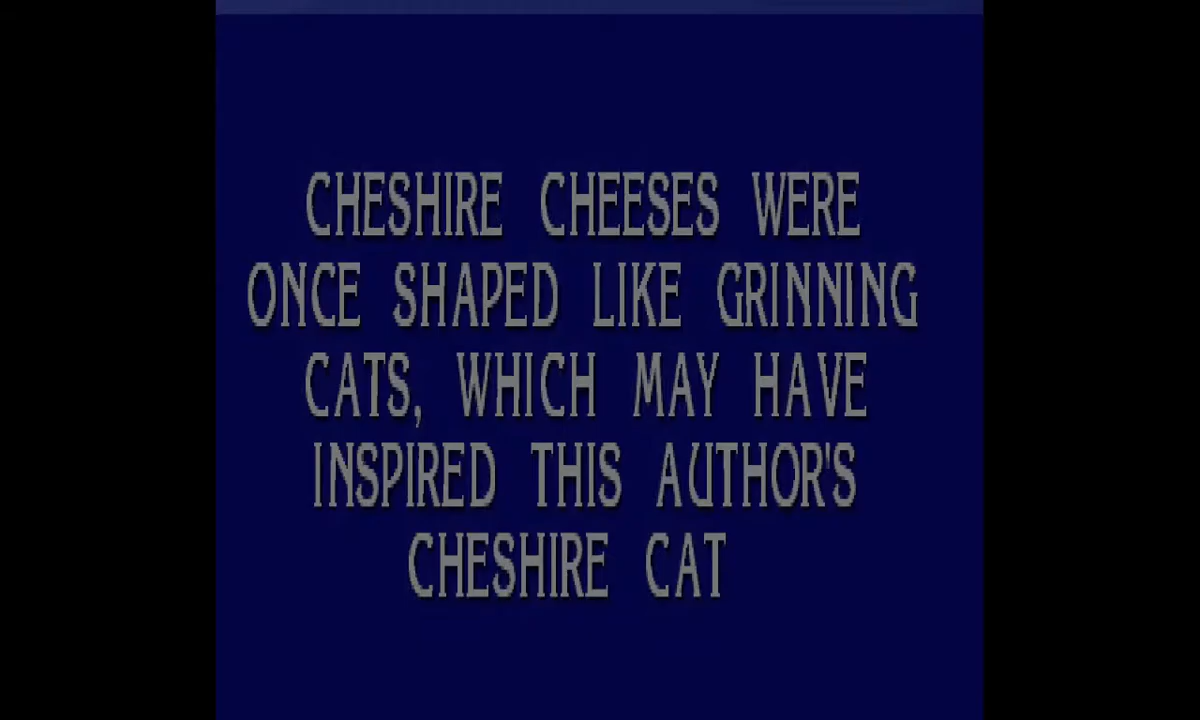 CHESHIRE CHEESES WERE
ONCE SHAPED LIKE GRINNING
CATS, WHICH MAY HAVE
INSPIRED THIS AUTHOR'S
CHESHIRE CAT